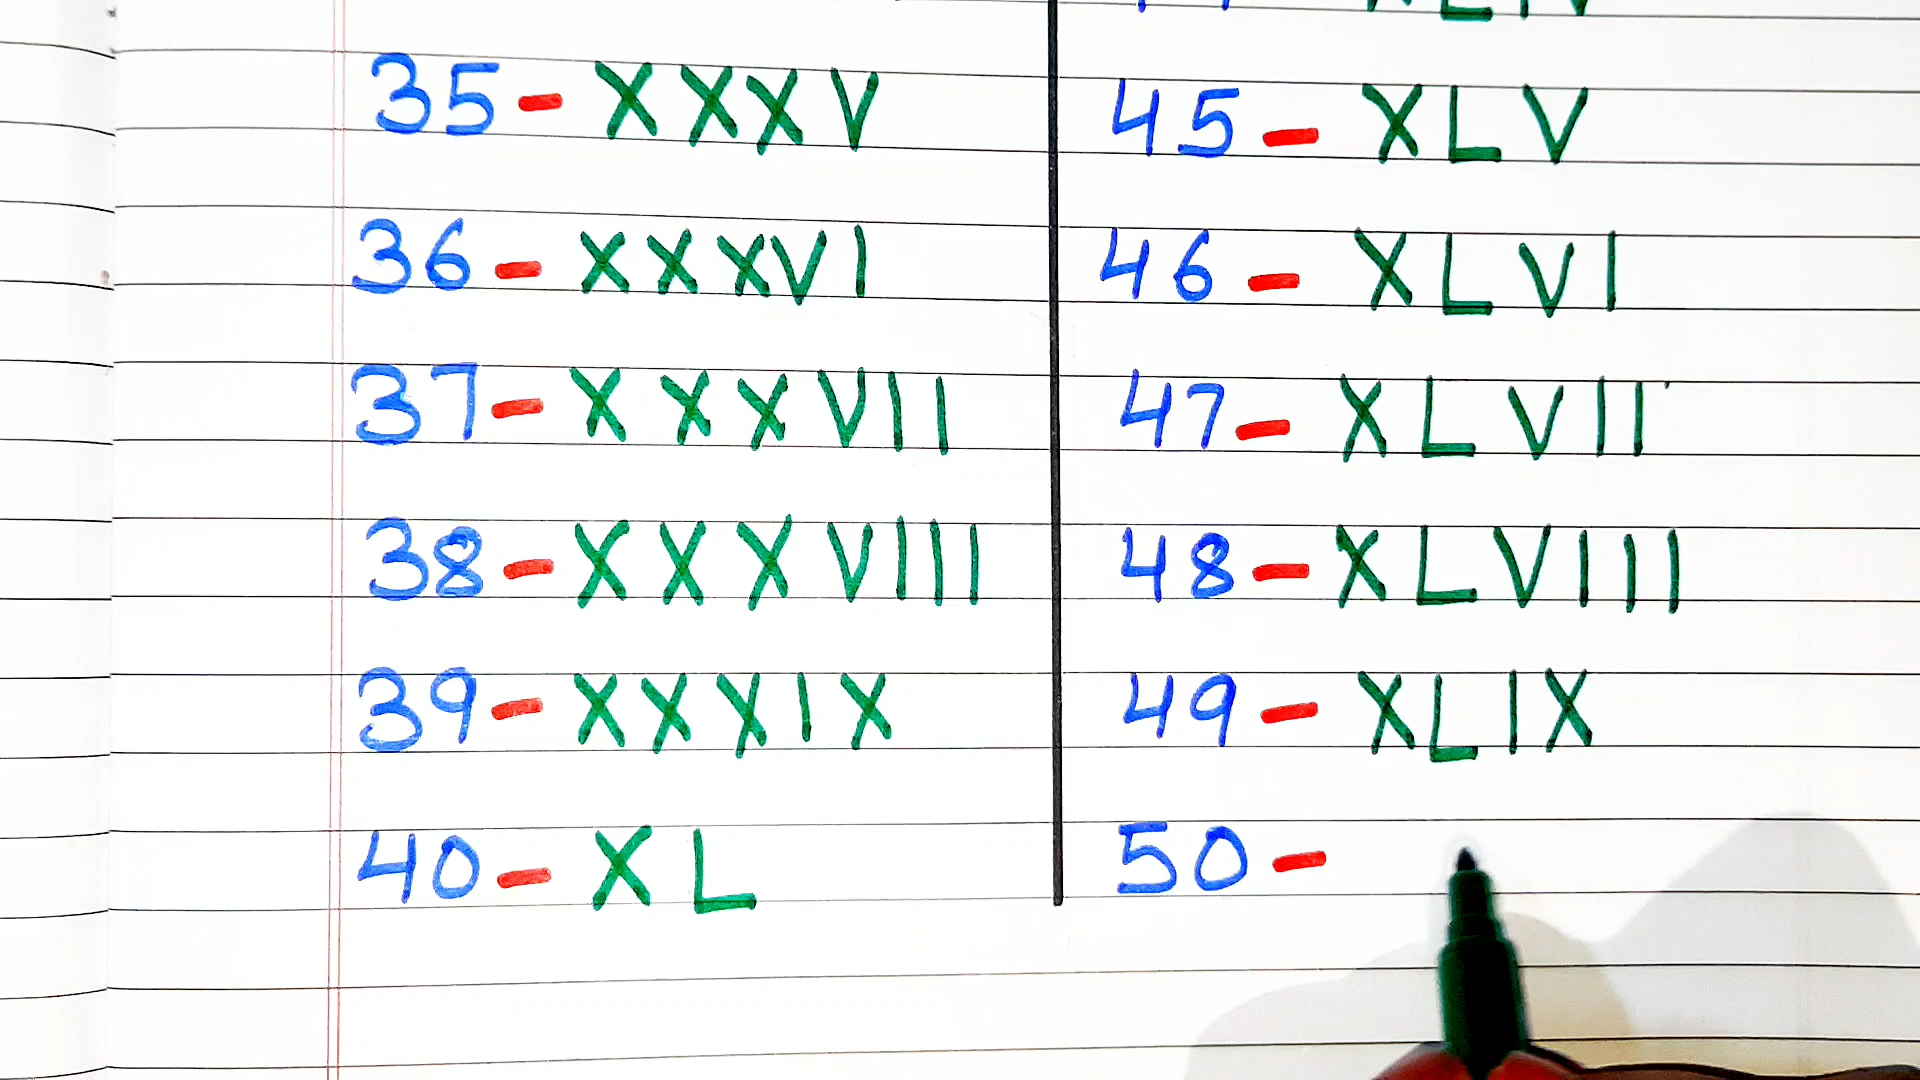 35 - XXXV
36 - XXXVI
37 - XXXVII
38 - XXXVIII
39 - XXXIX
40 - XL
45 - XLV
46 - XLVI
47 - XLVII
48 - XLVIII
49 - XLIX
50 -